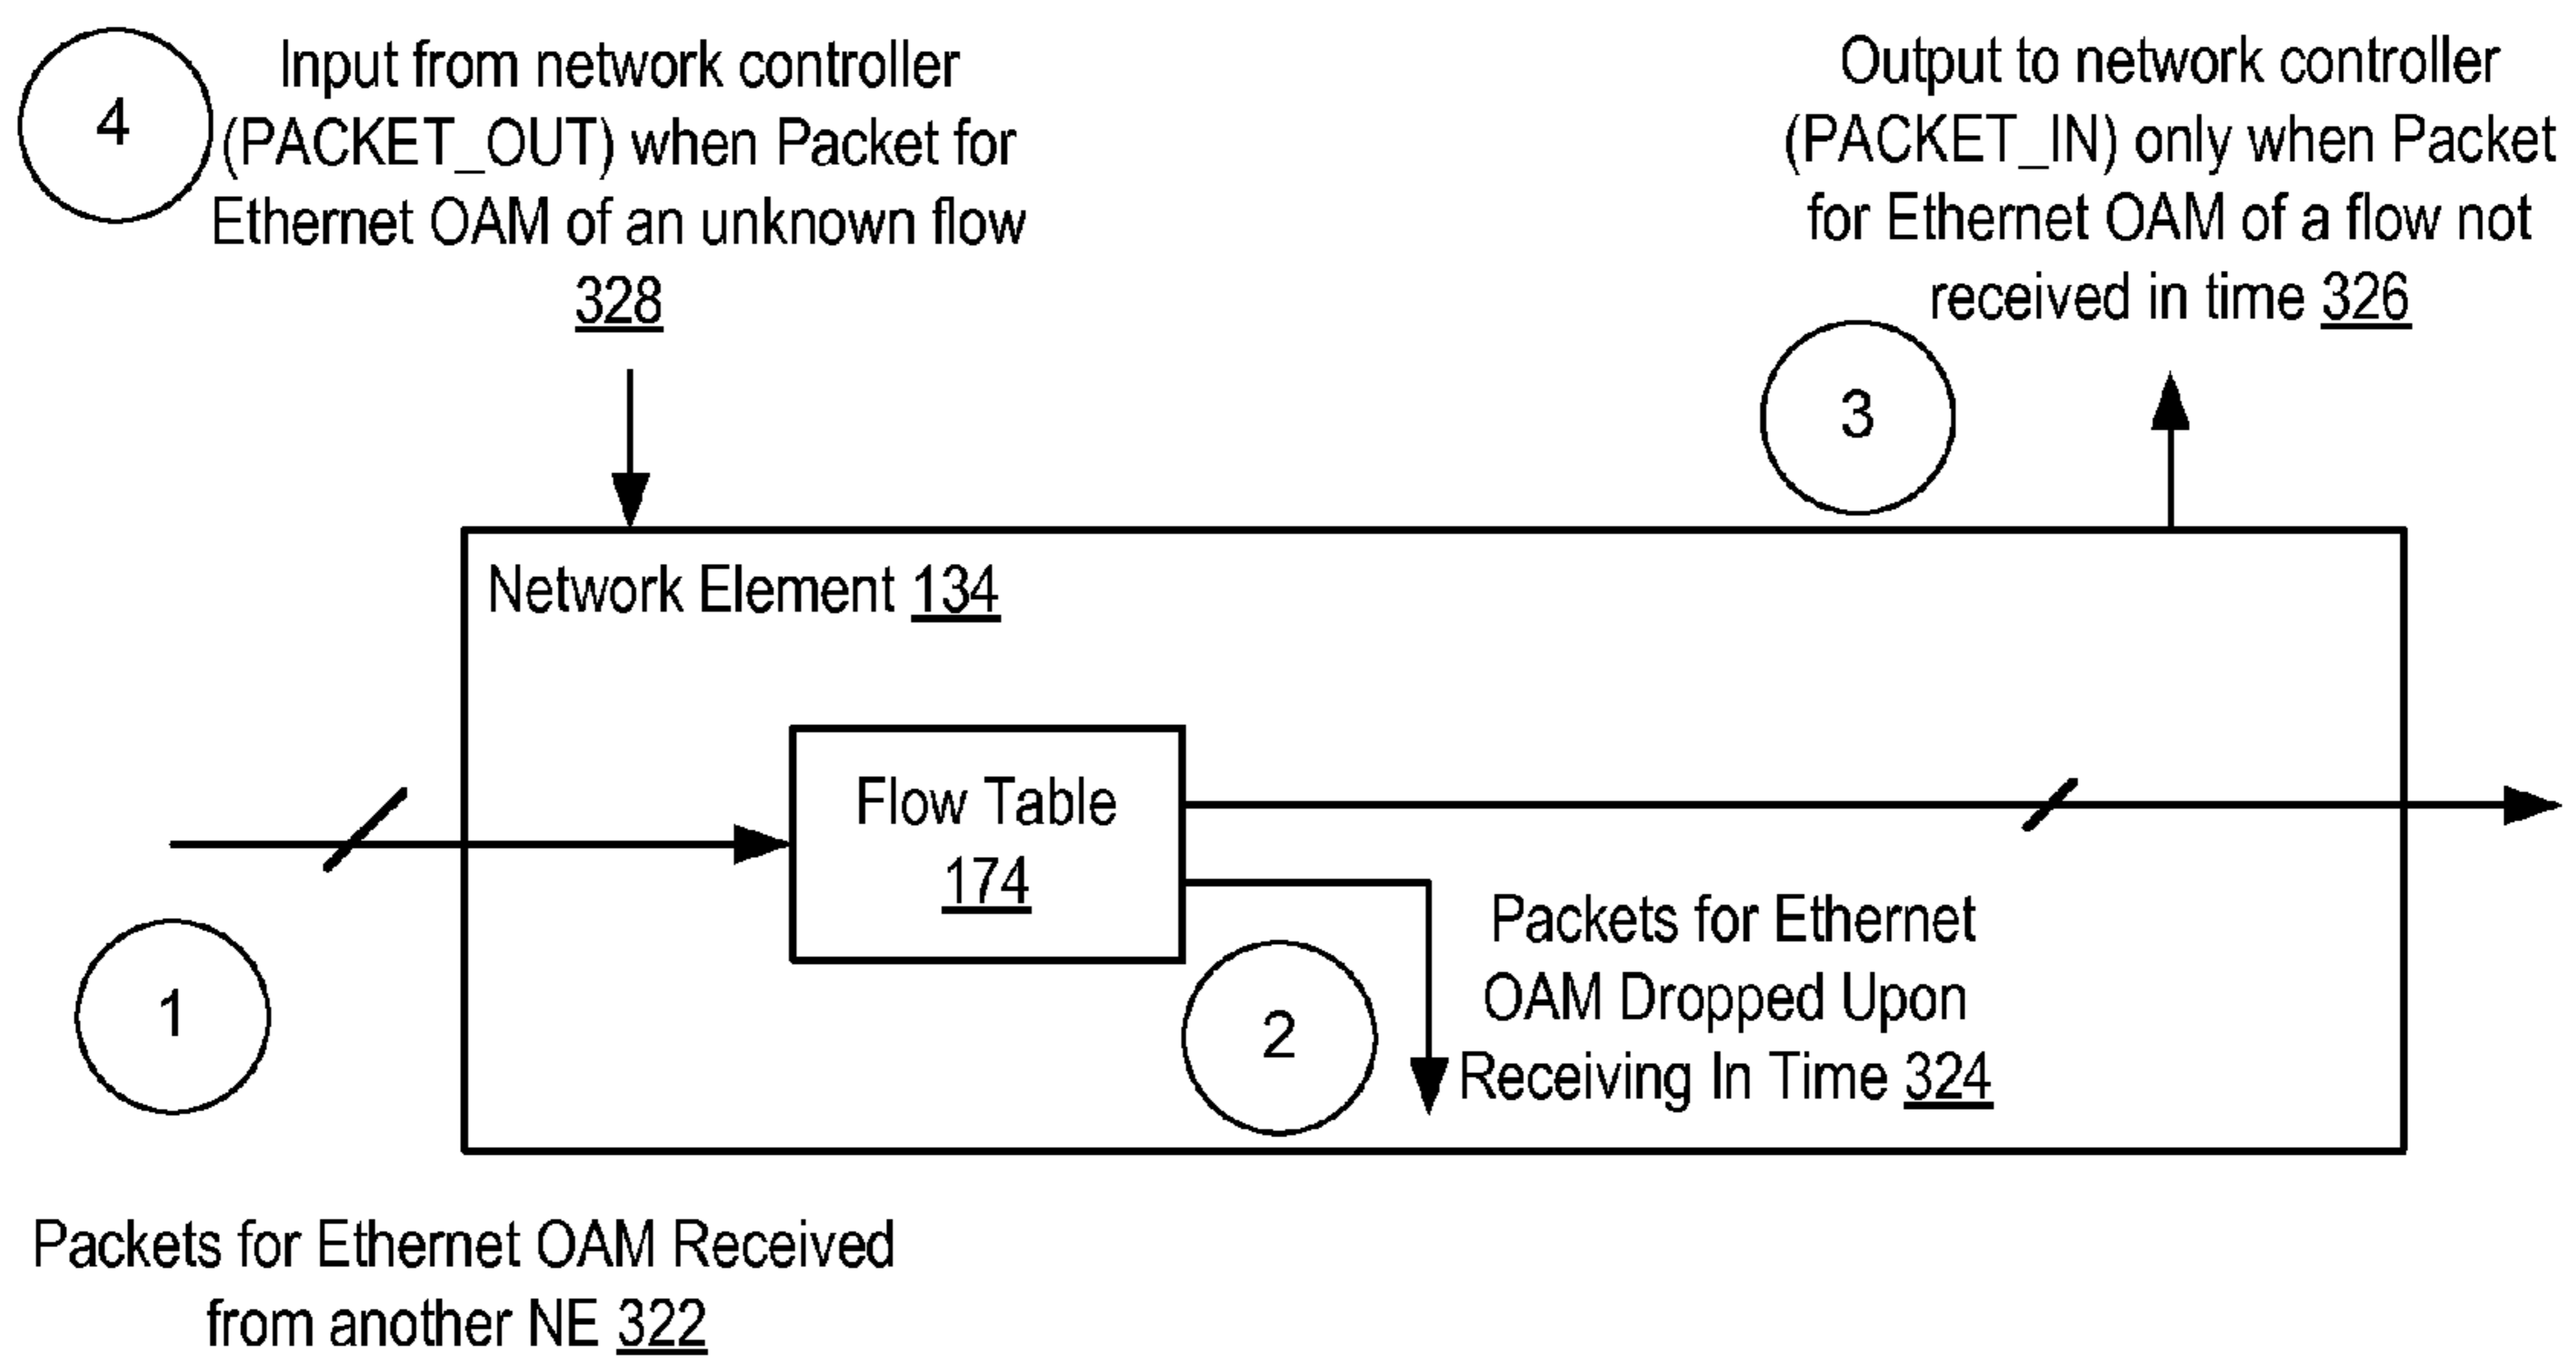 4
Input from network controller
(PACKET_OUT) when Packet for
Ethernet OAM of an unknown flow
328
Output to network controller
(PACKET_IN) only when Packet
for Ethernet OAM of a flow not
received in time 326
3
Network Element 134
Flow Table
174
1
2
Packets for Ethernet
OAM Dropped Upon
Receiving In Time 324
Packets for Ethernet OAM Received
from another NE 322